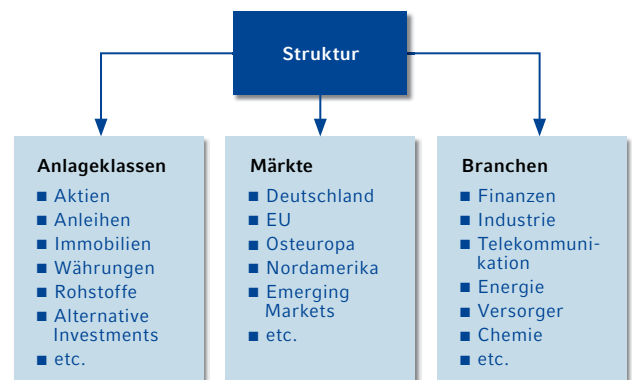 Struktur
Anlageklassen
■ Aktien
■ Anleihen
■ Immobilien
■ Währungen
■ Rohstoffe
■ Alternative
Investments
■ etc.
Märkte
■ Deutschland
■ EU
■ Osteuropa
■ Nordamerika
■ Emerging
Markets
■ etc.
Branchen
■ Finanzen
■ Industrie
■ Telekommuni-
kation
■ Energie
■ Versorger
■ Chemie
■ etc.